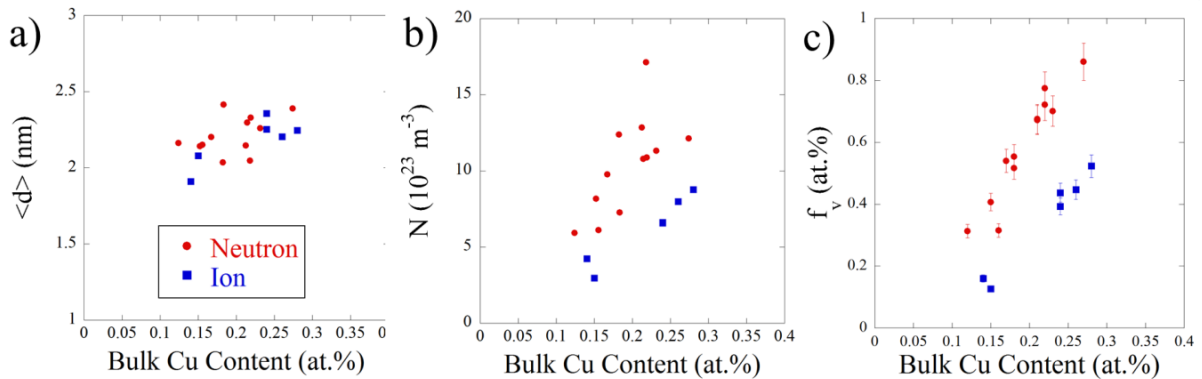 a)
<d> (nm)
3
2.5
2
1.5
1
Neutron
Ion
0 0.05 0.1 0.15 0.2 0.25 0.3 0.35
Bulk Cu Content (at.%)
b)
N (10²³ m⁻³)
20
15
10
5
0
0 0.05 0.1 0.15 0.2 0.25 0.3 0.35 0.4
Bulk Cu Content (at.%)
c)
fᵥ (at.%)
1
0.8
0.6
0.4
0.2
0
0 0.05 0.1 0.15 0.2 0.25 0.3 0.35 0.4
Bulk Cu Content (at.%)